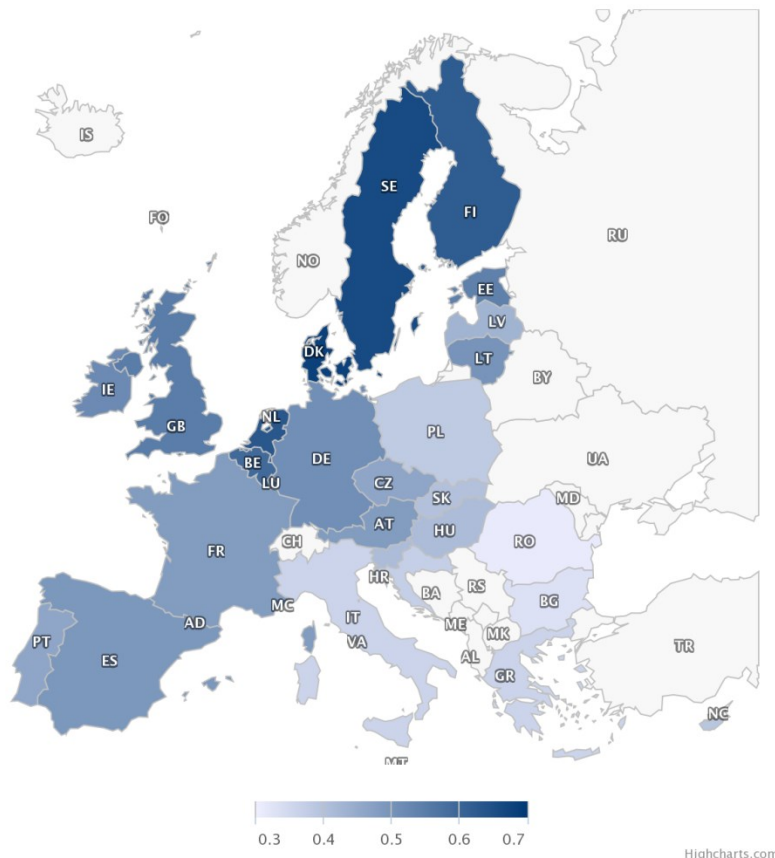 IS
SE
FI
FO
RU
NO
EE
LV
DK
LT
BY
IE
NL
GB
PL
BE
DE
UA
CZ
LU
SK
MD
AT
HU
CH
RO
FR
HR
RS
BA
BG
MC
IT
AD
ME
MK
PT
VA
TR
AL
ES
GR
NC
MT
0.3 0.4 0.5 0.6 0.7
Highcharts.com